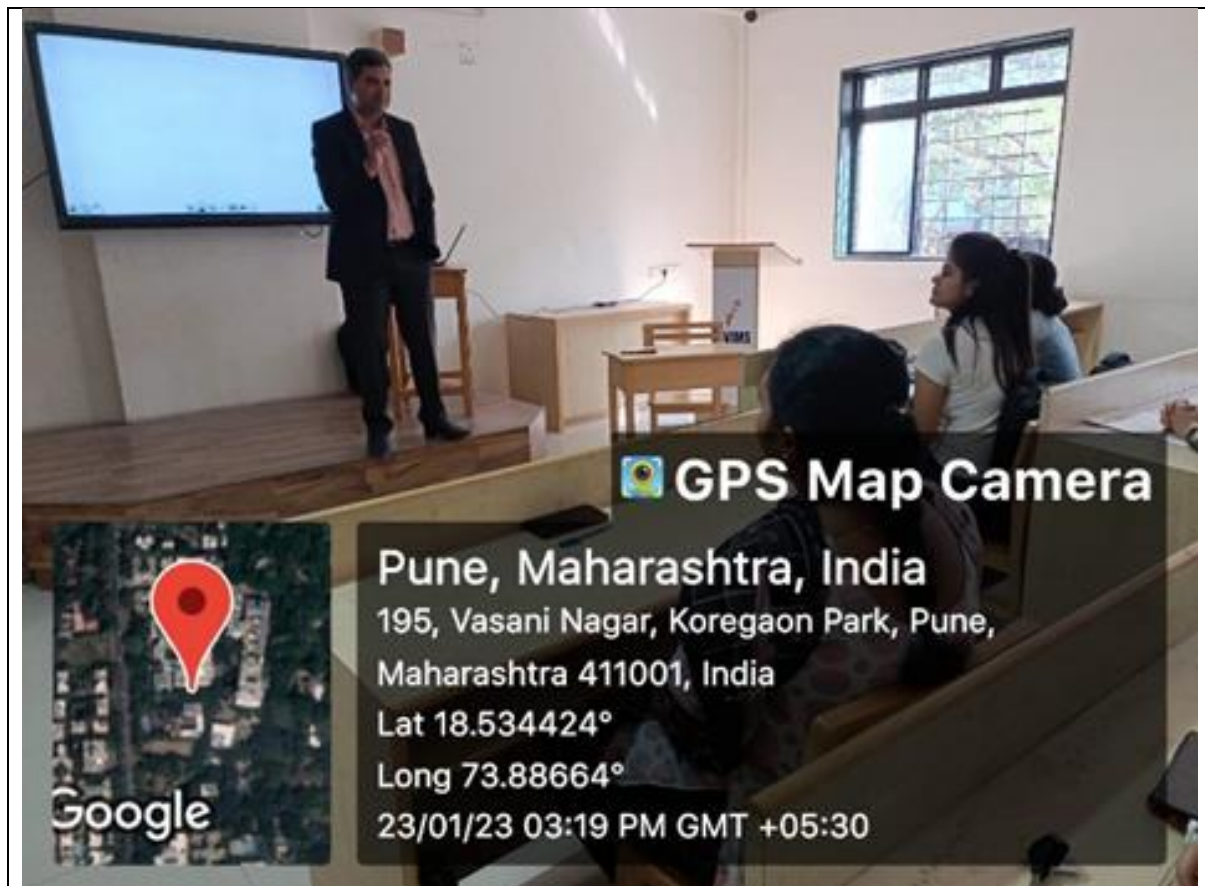 VIMS
GPS Map Camera
Pune, Maharashtra, India
195, Vasani Nagar, Koregaon Park, Pune,
Maharashtra 411001, India
Lat 18.534424°
Long 73.88664°
23/01/23 03:19 PM GMT +05:30
Google